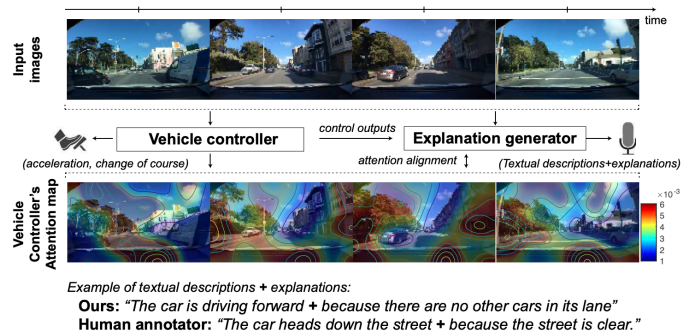 time
Input
images
Vehicle controller
control outputs
Explanation generator
(acceleration, change of course)
attention alignment
(Textual descriptions+explanations)
Vehicle
Controller's
Attention map
×10⁻³
6
5
4
3
2
1
Example of textual descriptions + explanations:
Ours: “The car is driving forward + because there are no other cars in its lane”
Human annotator: “The car heads down the street + because the street is clear.”